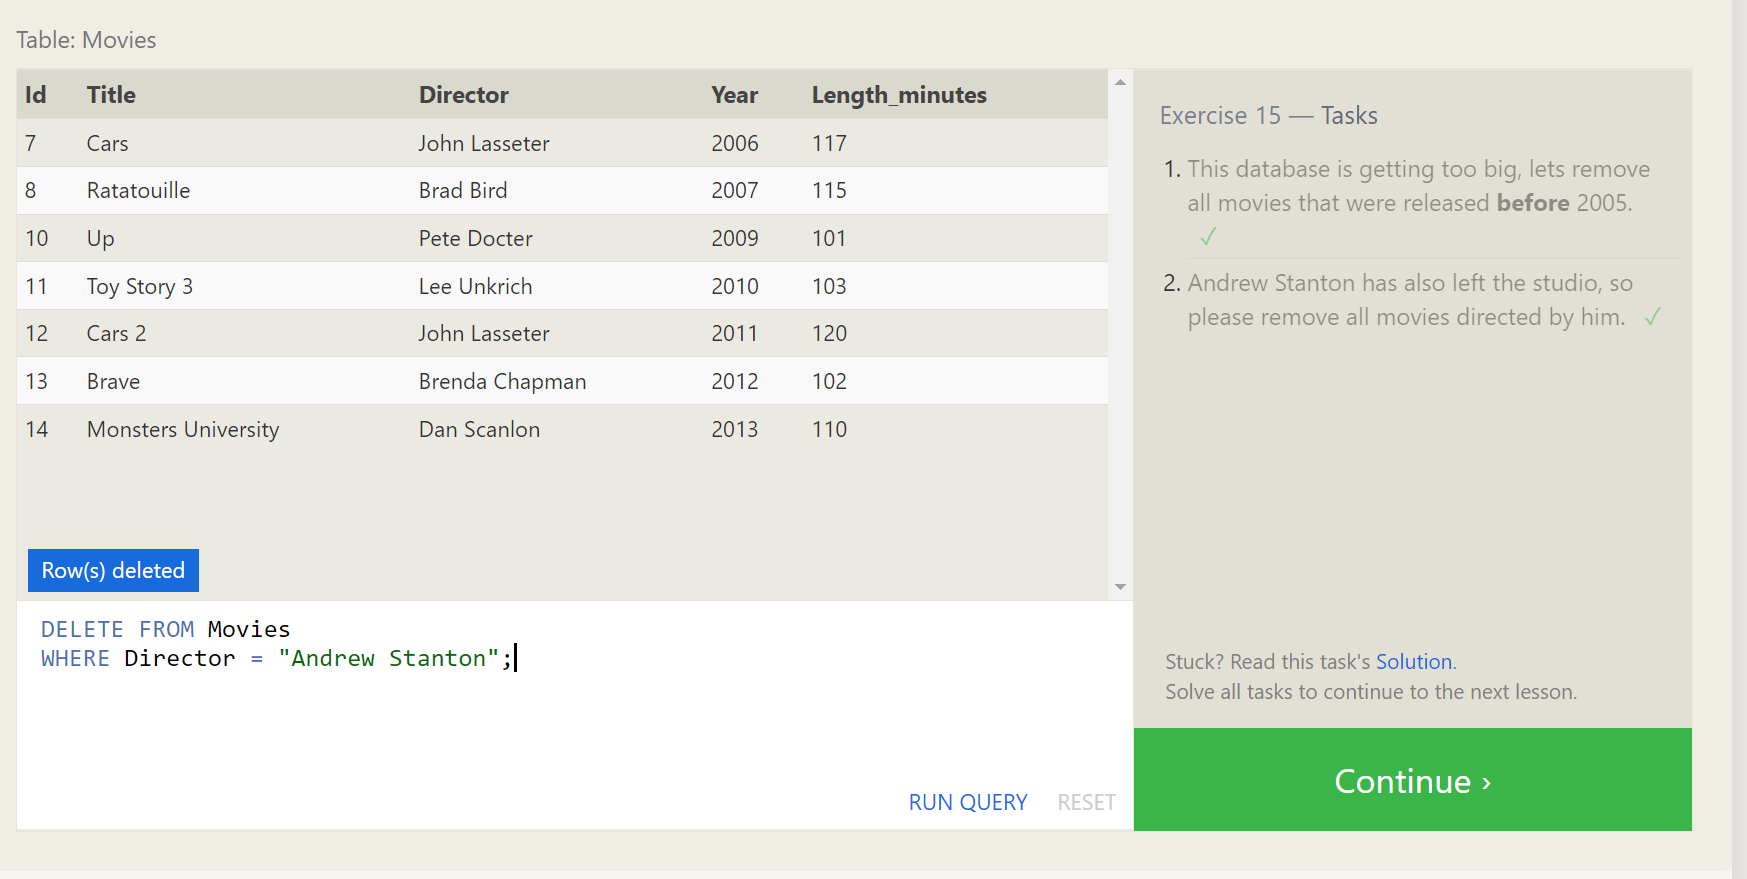 Table: Movies
Id Title Director Year Length_minutes
7 Cars John Lasseter 2006 117
8 Ratatouille Brad Bird 2007 115
10 Up Pete Docter 2009 101
11 Toy Story 3 Lee Unkrich 2010 103
12 Cars 2 John Lasseter 2011 120
13 Brave Brenda Chapman 2012 102
14 Monsters University Dan Scanlon 2013 110
Row(s) deleted
DELETE FROM Movies
WHERE Director = "Andrew Stanton";
RUN QUERY RESET
Exercise 15 — Tasks
1. This database is getting too big, lets remove
all movies that were released before 2005.
✓
2. Andrew Stanton has also left the studio, so
please remove all movies directed by him. ✓
Stuck? Read this task's Solution.
Solve all tasks to continue to the next lesson.
Continue ›